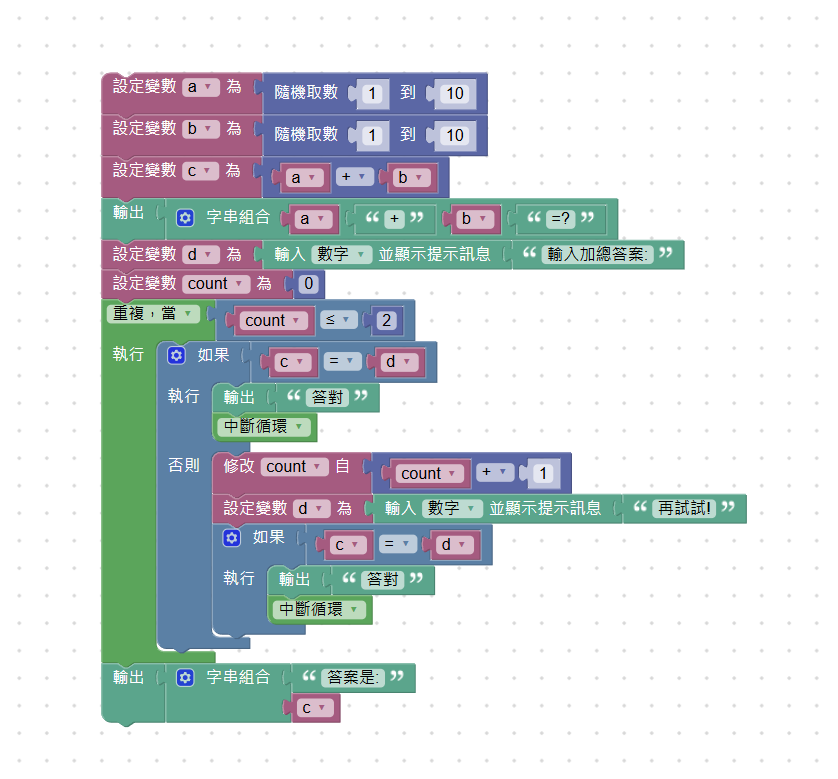 設定變數 a 為 隨機取數 1 到 10
設定變數 b 為 隨機取數 1 到 10
設定變數 c 為 a + b
輸出 字串組合 a “ + ” b “ =? ”
設定變數 d 為 輸入 數字 並顯示提示訊息 “ 輸入加總答案: ”
設定變數 count 為 0
重複，當 count ≤ 2
執行 如果 c = d
執行 輸出 “ 答對 ”
中斷循環
否則 修改 count 自 count + 1
設定變數 d 為 輸入 數字 並顯示提示訊息 “ 再試試! ”
如果 c = d
執行 輸出 “ 答對 ”
中斷循環
輸出 字串組合 “ 答案是: ”
c